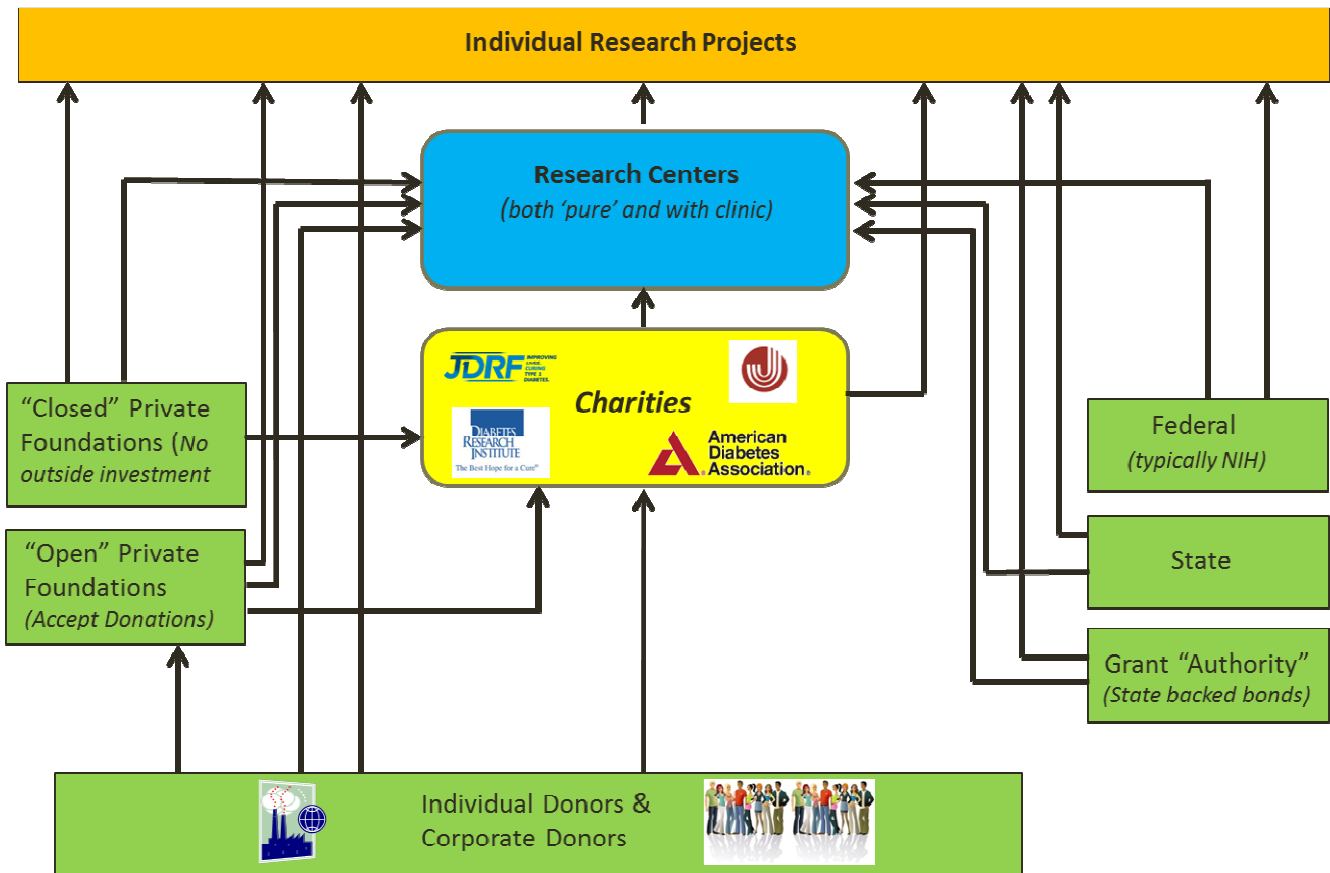 Individual Research Projects
Research Centers
(both ‘pure’ and with clinic)
JDRF IMPROVING
LIVES.
CURING
TYPE 1
DIABETES.
Charities
DIABETES
RESEARCH
INSTITUTE
The Best Hope for a Cure®
American
Diabetes
Association®
“Closed” Private
Foundations (No
outside investment
“Open” Private
Foundations
(Accept Donations)
Federal
(typically NIH)
State
Grant “Authority”
(State backed bonds)
Individual Donors &
Corporate Donors